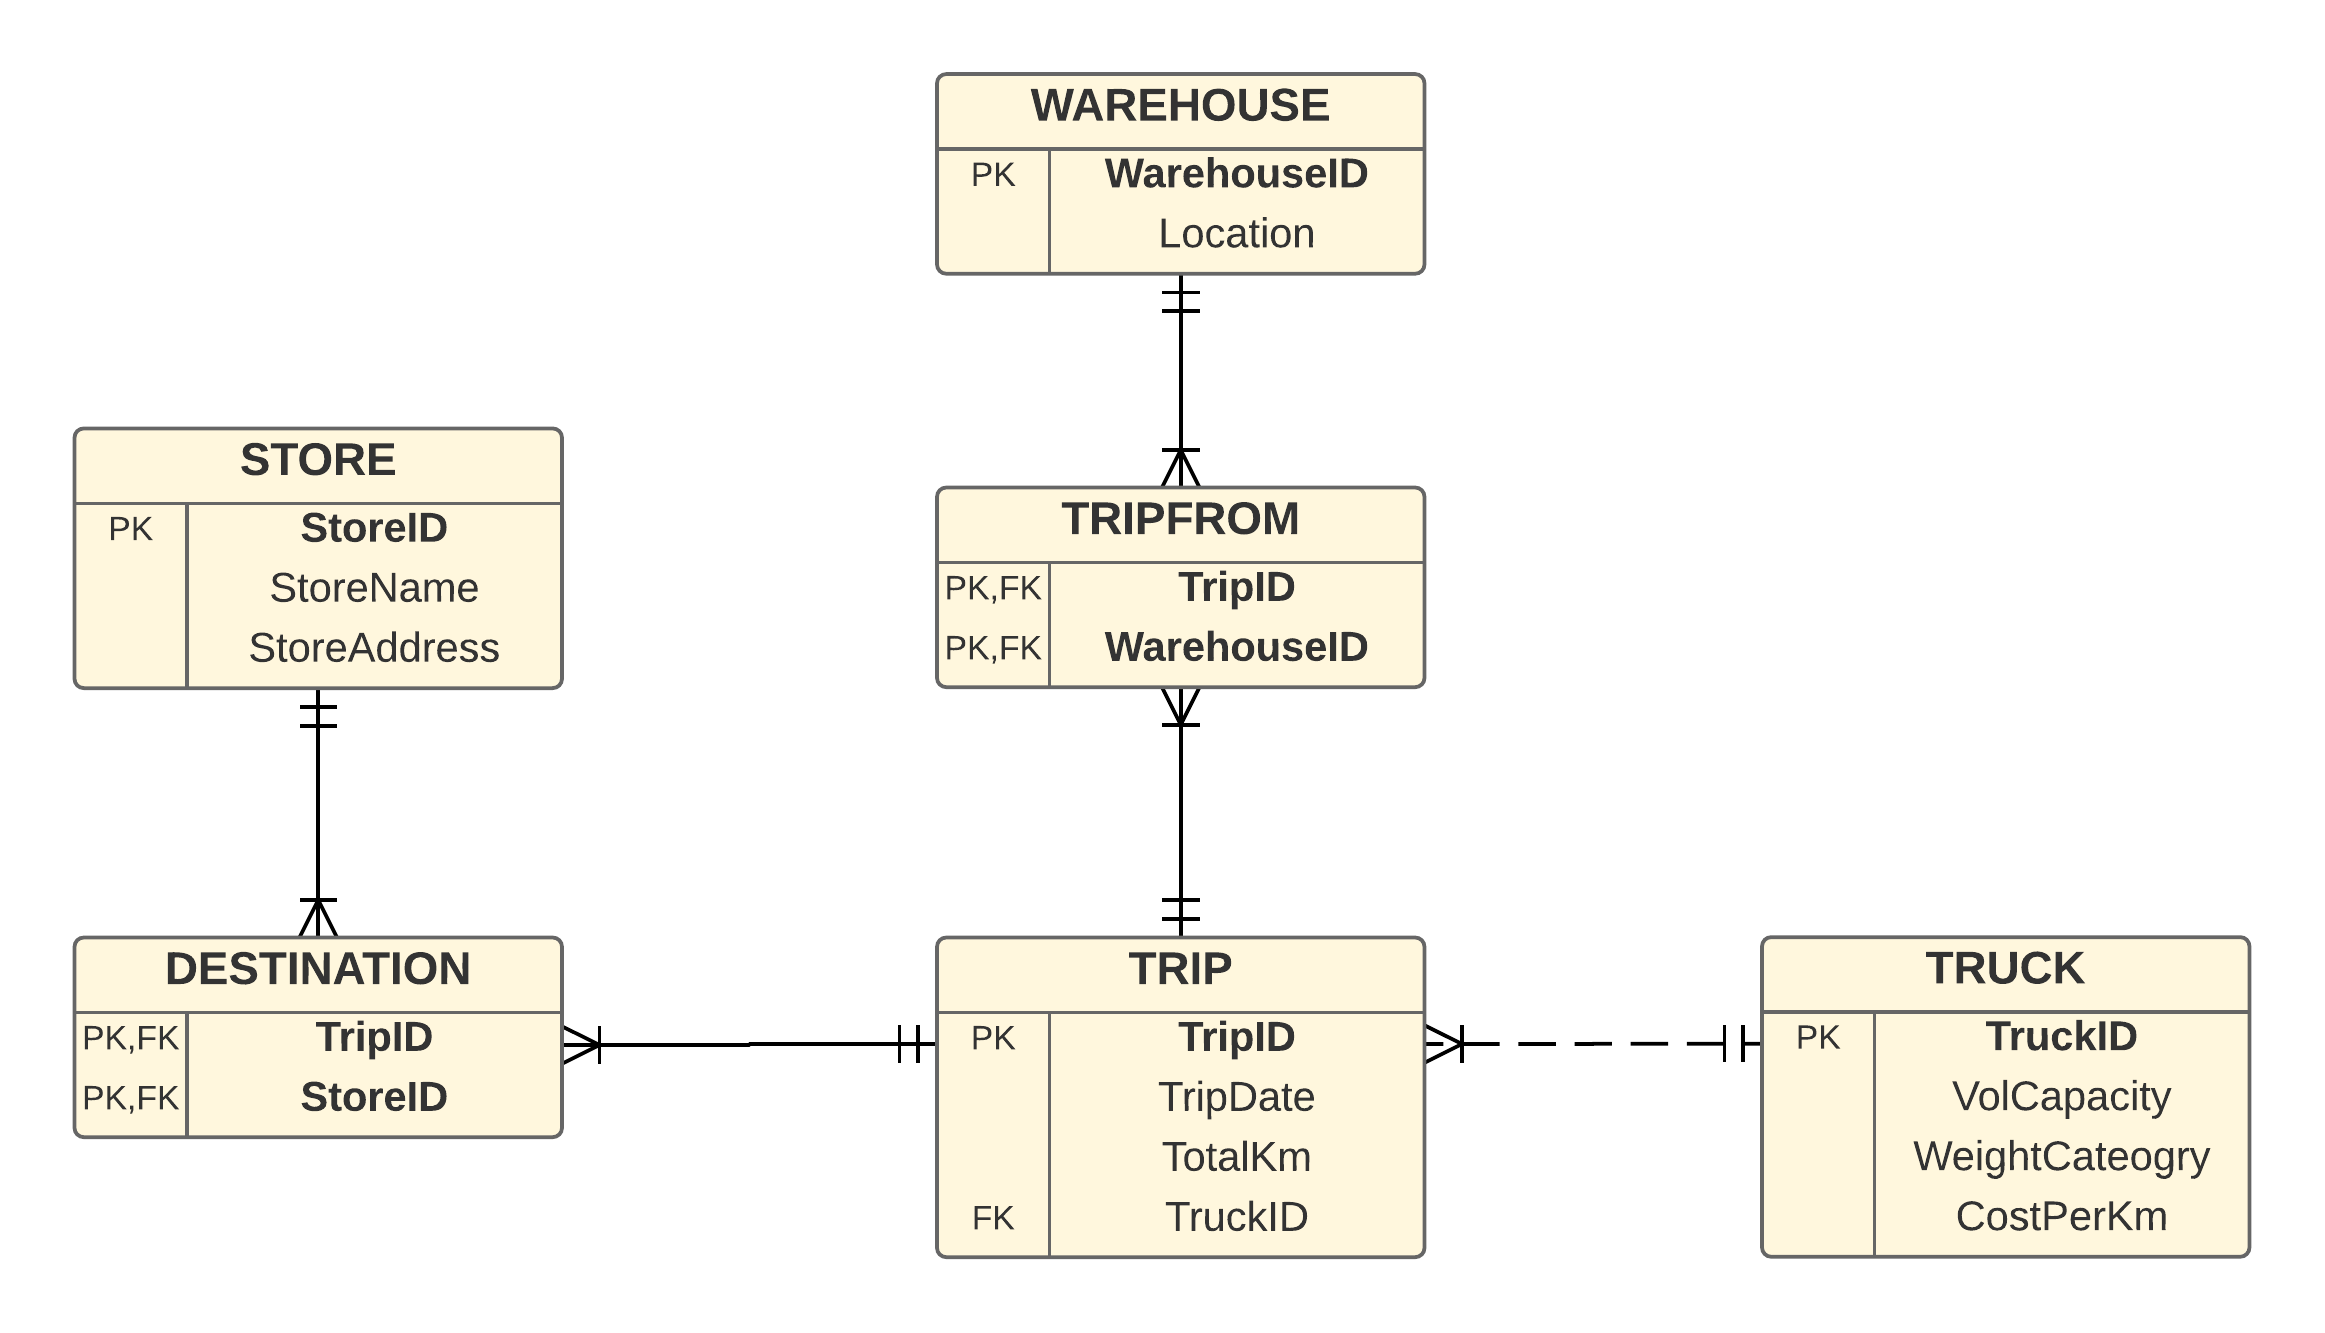 WAREHOUSE
PK WarehouseID
Location
STORE
PK StoreID
StoreName
StoreAddress
TRIPFROM
PK,FK TripID
PK,FK WarehouseID
DESTINATION
PK,FK TripID
PK,FK StoreID
TRIP
PK TripID
TripDate
TotalKm
FK TruckID
TRUCK
PK TruckID
VolCapacity
WeightCateogry
CostPerKm